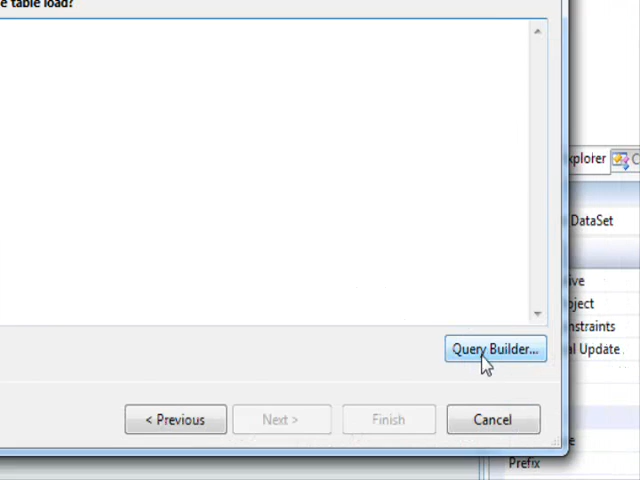 e table load?
xplorer
DataSet
ive
oject
nstraints
Query Builder...
al Update
< Previous
Next >
Finish
Cancel
e
Prefix